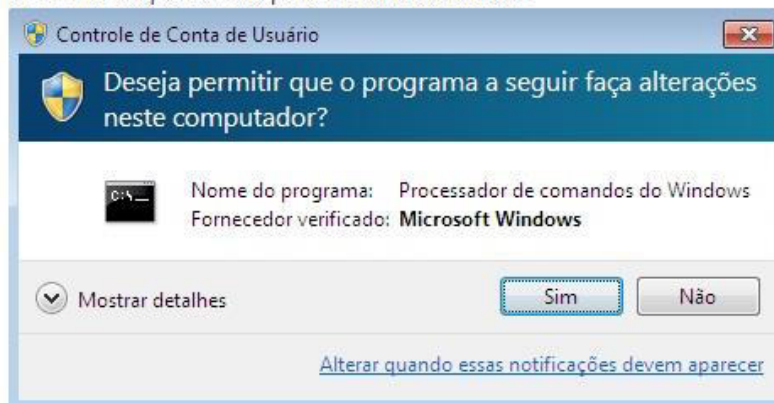 Controle de Conta de Usuário
Deseja permitir que o programa a seguir faça alterações
neste computador?
C:\
Nome do programa: Processador de comandos do Windows
Fornecedor verificado: Microsoft Windows
Mostrar detalhes
Sim
Não
Alterar quando essas notificações devem aparecer